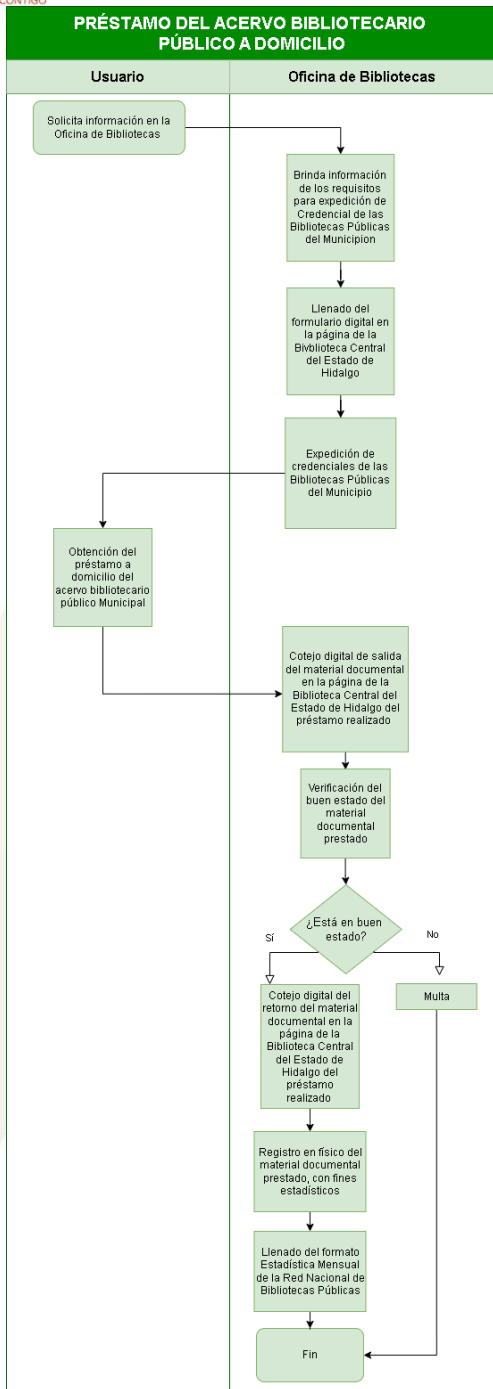 CONTIGO
PRÉSTAMO DEL ACERVO BIBLIOTECARIO
PÚBLICO A DOMICILIO
Usuario
Oficina de Bibliotecas
Solicita información en la
Oficina de Bibliotecas
Brinda información
de los requisitos
para expedición de
Credencial de las
Bibliotecas Públicas
del Municipion
Llenado del
formulario digital en
la página de la
Bivblioteca Central
del Estado de
Hidalgo
Expedición de
credenciales de las
Bibliotecas Públicas
del Municipio
Obtención del
préstamo a
domicilio del
acervo bibliotecario
público Municipal
Cotejo digital de salida
del material documental
en la página de la
Biblioteca Central del
Estado de Hidalgo del
préstamo realizado
Verificación del
buen estado del
material
documental
prestado
¿Está en buen
estado?
Sí
No
Cotejo digital del
retorno del material
documental en la
página de la
Biblioteca Central
del Estado de
Hidalgo del
préstamo
realizado
Multa
Registro en físico del
material documental
prestado, con fines
estadísticos
Llenado del formato
Estadística Mensual
de la Red Nacional de
Bibliotecas Públicas
Fin